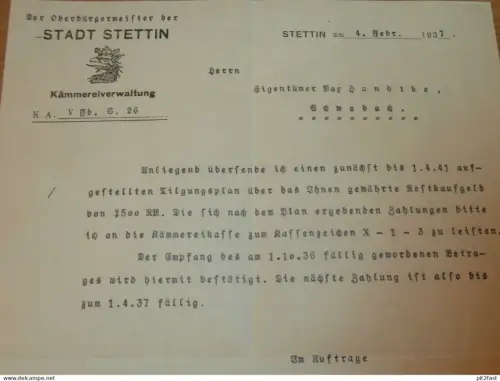 Der Oberbürgermeister der
STADT STETTIN
Kämmereiverwaltung
K.A. V Fb. S. 26
STETTIN am 4. Febr. 1937.
Herrn
Eigentümer Max Handtke,
Schwabach.
Anliegend übersende ich einen zunächst bis 1.4.41 auf-
gestellten Tilgungsplan über das Ihnen gewährte Restkaufgeld
von 1500 RM. Die sich nach dem Plan ergebenden Zahlungen bitte
ich an die Kämmereikasse zum Kassenzeichen R - 1 - 3 zu leisten.
Der Empfang des am 1.10.36 fällig gewordenen Betra-
ges wird hiermit bestätigt. Die nächste Zahlung ist also bis
zum 1.4.37 fällig.
Im Auftrage
© pict2fast